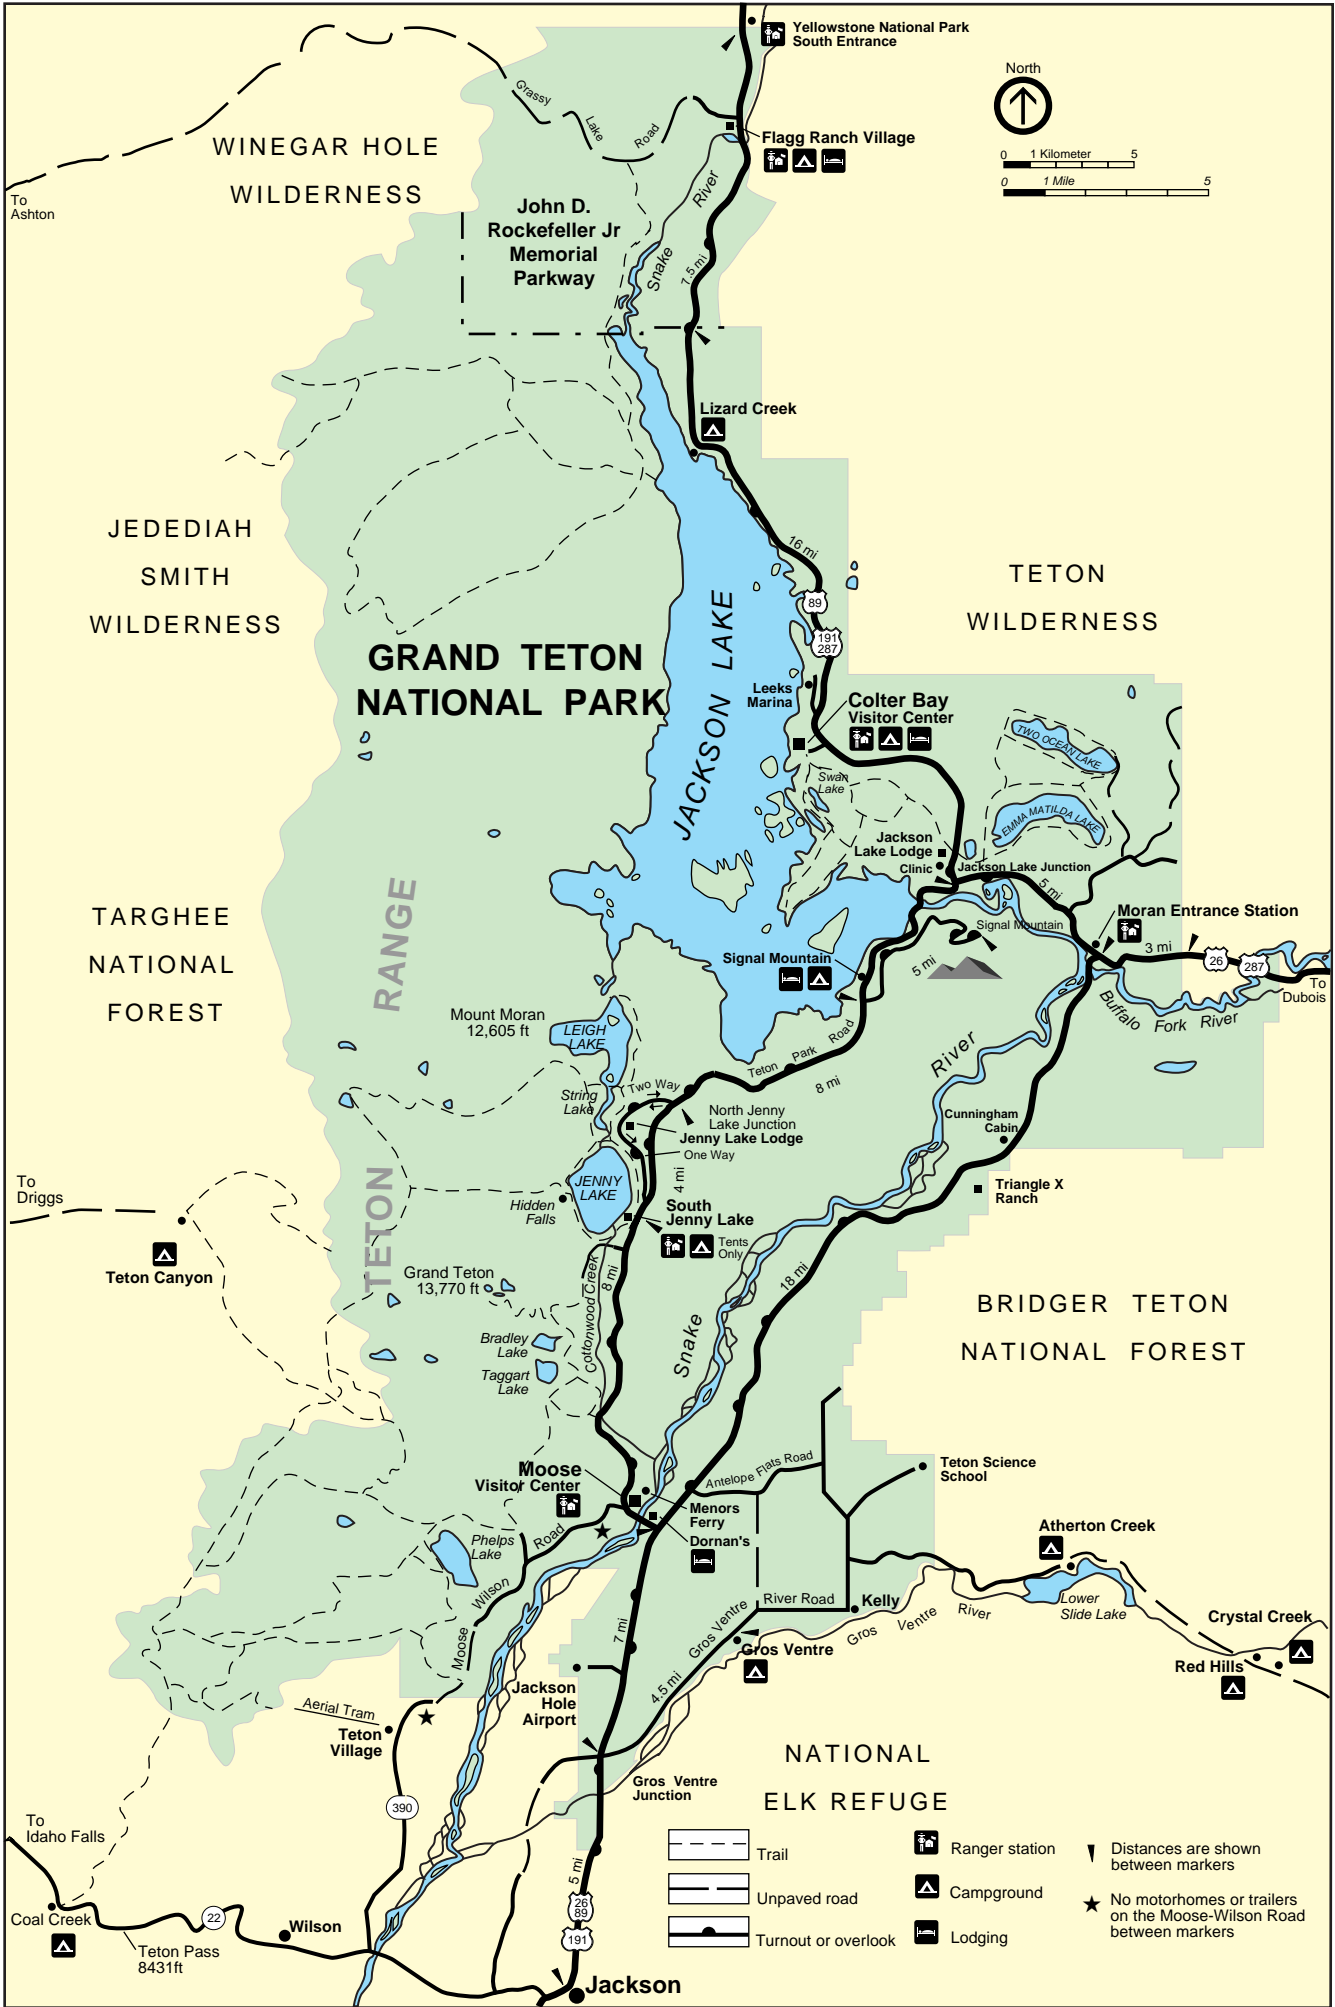 Yellowstone National Park
South Entrance
North
0 1 Kilometer 5
0 1 Mile 5
Grassy
Lake
Road
Flagg Ranch Village
WINEGAR HOLE
WILDERNESS
To
Ashton
John D.
Rockefeller Jr
Memorial
Parkway
River
Snake
7.5 mi
Lizard Creek
JEDEDIAH
SMITH
WILDERNESS
16 mi
TETON
WILDERNESS
89
191
287
GRAND TETON
NATIONAL PARK
JACKSON LAKE
Leeks
Marina
Colter Bay
Visitor Center
TWO OCEAN LAKE
Swan
Lake
EMMA MATILDA LAKE
Jackson
Lake Lodge
Clinic
Jackson Lake Junction
5 mi
TARGHEE
NATIONAL
FOREST
RANGE
TETON
Moran Entrance Station
Signal Mountain
3 mi
26
287
To
Dubois
Signal Mountain
5 mi
Buffalo Fork River
Mount Moran
12,605 ft
LEIGH
LAKE
Teton Park Road
8 mi
River
Two Way
String
Lake
North Jenny
Lake Junction
Jenny Lake Lodge
One Way
Cunningham
Cabin
4 mi
JENNY
LAKE
Triangle X
Ranch
To
Driggs
Hidden
Falls
South
Jenny Lake
Tents
Only
Teton Canyon
Grand Teton
13,770 ft
Cottonwood Creek
8 mi
18 mi
Snake
BRIDGER TETON
NATIONAL FOREST
Bradley
Lake
Taggart
Lake
Antelope Flats Road
Teton Science
School
Moose
Visitor Center
Menors
Ferry
Dornan's
Atherton Creek
Phelps
Lake
Moose Wilson Road
Lower
Slide Lake
River Road
Kelly
Gros Ventre
Gros Ventre River
Crystal Creek
7 mi
Gros Ventre
Red Hills
4.5 mi
Jackson
Hole
Airport
Aerial Tram
Teton
Village
NATIONAL
ELK REFUGE
Gros Ventre
Junction
390
To
Idaho Falls
5 mi
26
89
191
Coal Creek
22
Wilson
Teton Pass
8431ft
Jackson
Trail
Unpaved road
Turnout or overlook
Ranger station
Campground
Lodging
Distances are shown
between markers
No motorhomes or trailers
on the Moose-Wilson Road
between markers